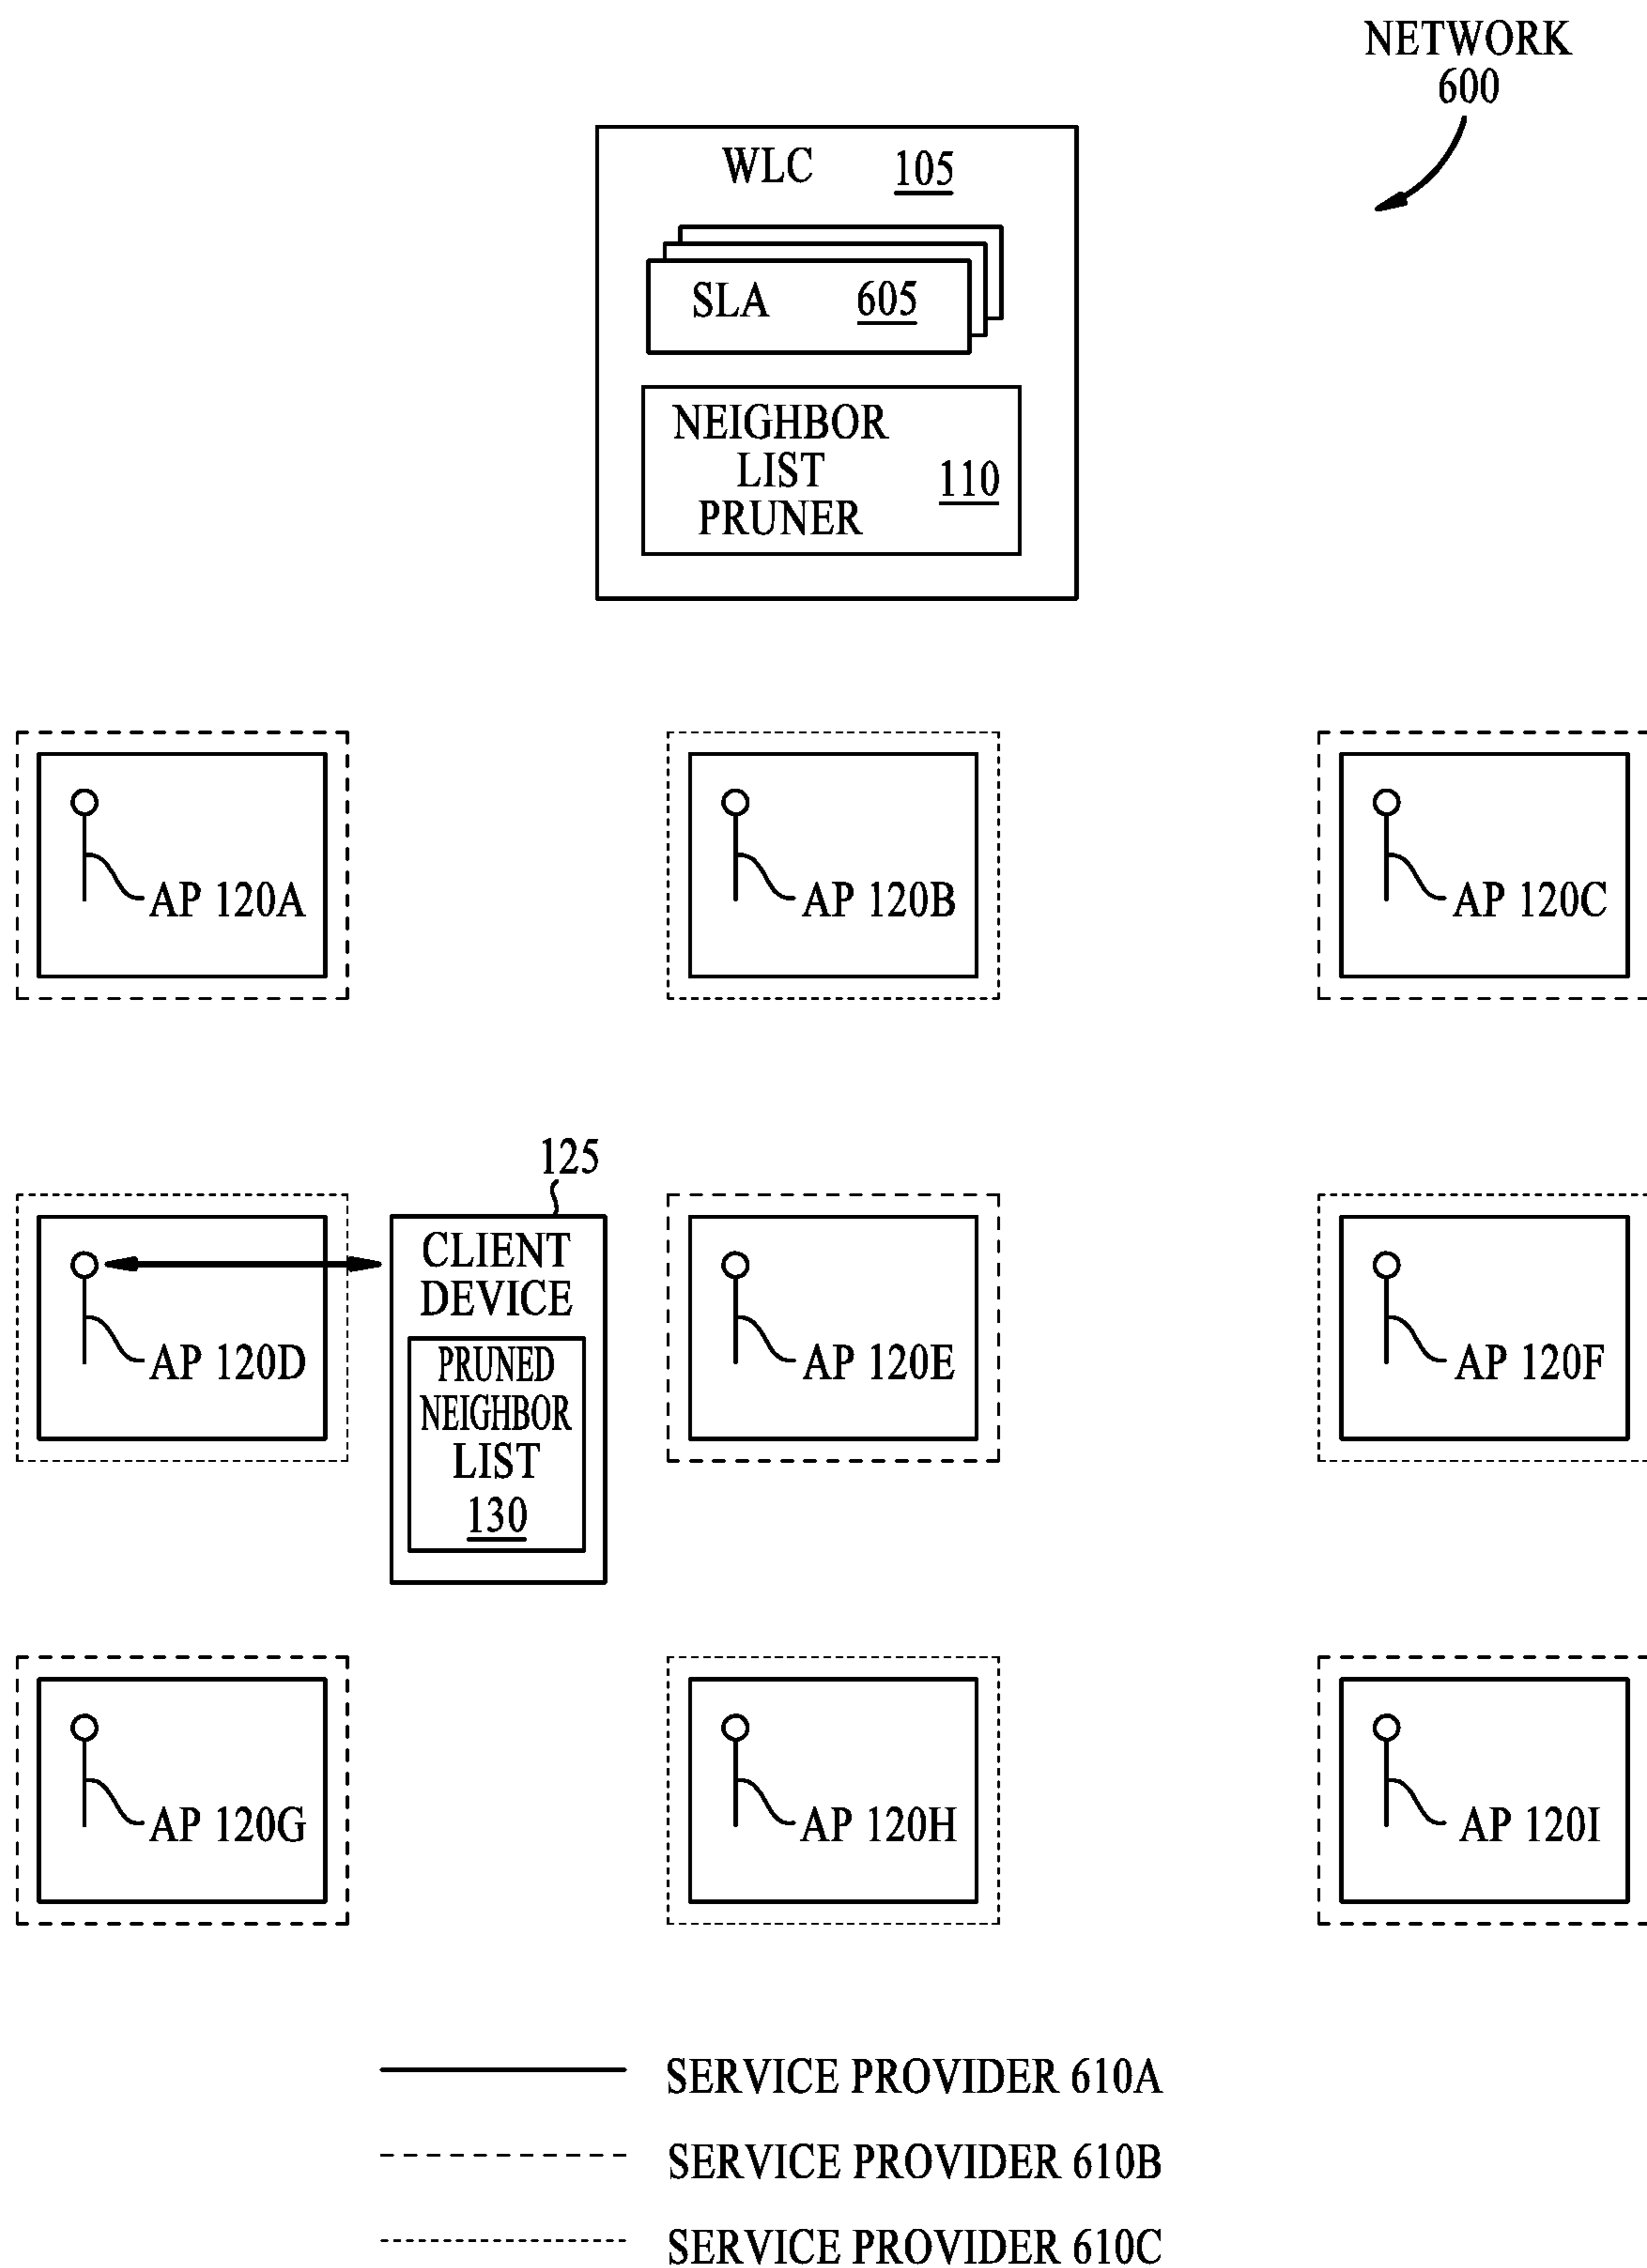 NETWORK
600
WLC 105
SLA 605
NEIGHBOR
LIST
PRUNER
110
AP 120A
AP 120B
AP 120C
125
CLIENT
DEVICE
PRUNED
NEIGHBOR
LIST
130
AP 120D
AP 120E
AP 120F
AP 120G
AP 120H
AP 120I
SERVICE PROVIDER 610A
SERVICE PROVIDER 610B
SERVICE PROVIDER 610C